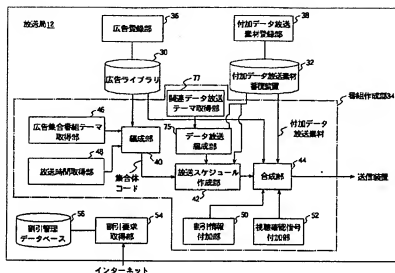 放送局12
広告登録部
36
付加データ放送
素材登録部
38
30
広告ライブラリ
32
付加データ放送素材
蓄積装置
77
関連データ放送
テーマ取得部
番組作成部34
46
広告集合番組テーマ
取得部
75
データ放送
編成部
付加データ
放送素材
編成部
40
44
48
放送時間取得部
集合体
コード
放送スケジュール
作成部
42
合成部
送信装置
56
割引管理
データベース
54
割引要求
取得部
50
割引情報
付加部
52
視聴確認信号
付加部
インターネット